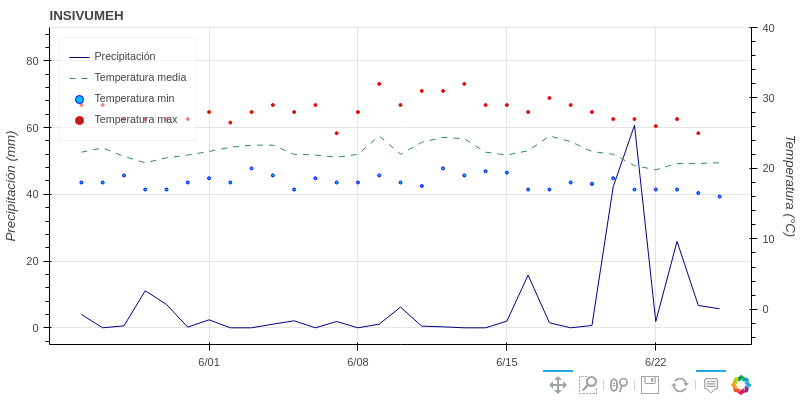 INSIVUMEH
Precipitación
Temperatura media
Temperatura min
Temperatura max
Precipitación (mm)
80
60
40
20
0
Temperatura (°C)
40
30
20
10
0
6/01
6/08
6/15
6/22